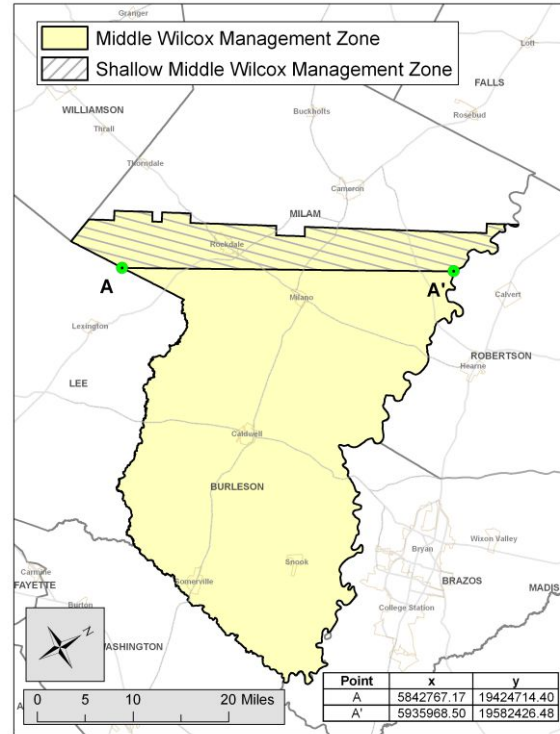 Granger
Middle Wilcox Management Zone
Shallow Middle Wilcox Management Zone
Lott
FALLS
WILLIAMSON
Buckholts
Rosebud
Thrall
Thorndale
Cameron
MILAM
Rockdale
A
A'
Milano
Calvert
Lexington
ROBERTSON
Hearne
LEE
Caldwell
BURLESON
Wixon Valley
Bryan
Snook
Carmine
FAYETTE
Somerville
BRAZOS
MADIS
Burton
College Station
WASHINGTON
N
0 5 10 20 Miles
Point x y
A 5842767.17 19424714.40
A' 5935968.50 19582426.48